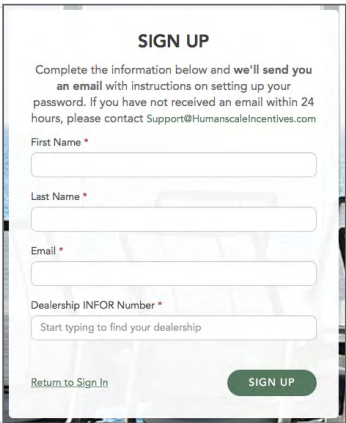 SIGN UP
Complete the information below and we'll send you
an email with instructions on setting up your
password. If you have not received an email within 24
hours, please contact Support@HumanscaleIncentives.com
First Name *
Last Name *
Email *
Dealership INFOR Number *
Start typing to find your dealership
Return to Sign In
SIGN UP